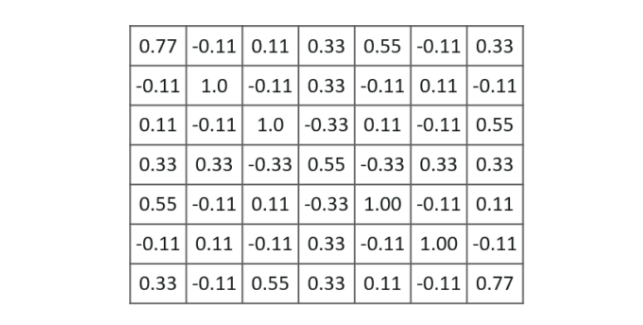 0.77 -0.11 0.11 0.33 0.55 -0.11 0.33
-0.11 1.0 -0.11 0.33 -0.11 0.11 -0.11
0.11 -0.11 1.0 -0.33 0.11 -0.11 0.55
0.33 0.33 -0.33 0.55 -0.33 0.33 0.33
0.55 -0.11 0.11 -0.33 1.00 -0.11 0.11
-0.11 0.11 -0.11 0.33 -0.11 1.00 -0.11
0.33 -0.11 0.55 0.33 0.11 -0.11 0.77